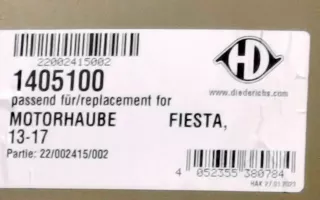 22002415002
1405100
passend für/replacement for
MOTORHAUBE FIESTA,
13-17
Partie: 22/002415/002
HD
www.diederichs.com
4 052355 380784